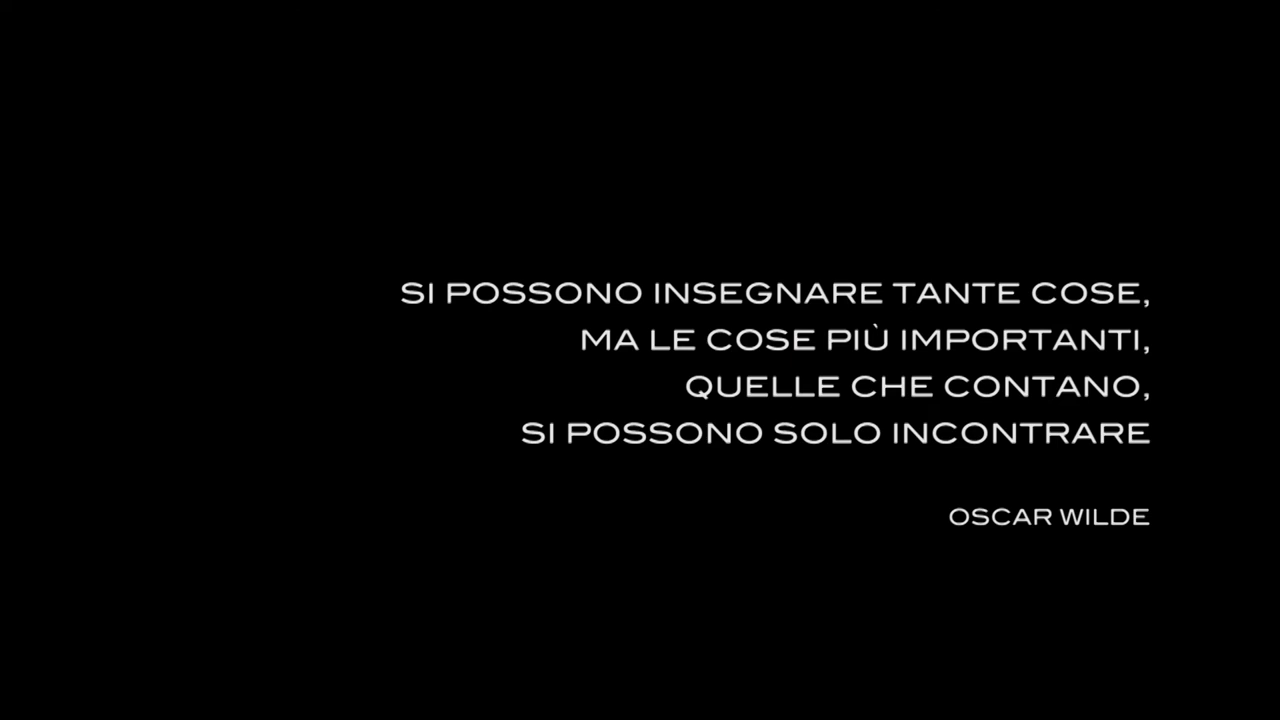 SI POSSONO INSEGNARE TANTE COSE,
MA LE COSE PIÙ IMPORTANTI,
QUELLE CHE CONTANO,
SI POSSONO SOLO INCONTRARE
OSCAR WILDE